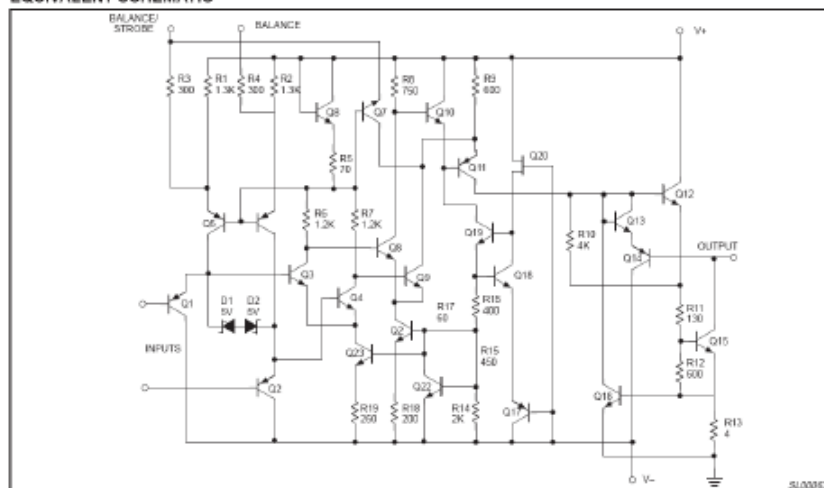 EQUIVALENT SCHEMATIC
BALANCE/
STROBE
BALANCE
V+
R3
300
R1
1.3K
R4
300
R2
1.3K
Q8
Q7
R8
750
Q10
R9
600
R5
70
Q11
Q20
Q12
Q5
R6
1.2K
R7
1.2K
Q8
Q19
R10
4K
Q13
Q14
OUTPUT
Q3
Q9
Q18
Q1
Q4
R17
60
R16
400
R11
130
D1
5V
D2
5V
Q2
Q15
INPUTS
Q23
R15
450
R12
600
Q2
Q22
Q16
R19
260
R18
200
R14
2K
Q17
R13
4
V–